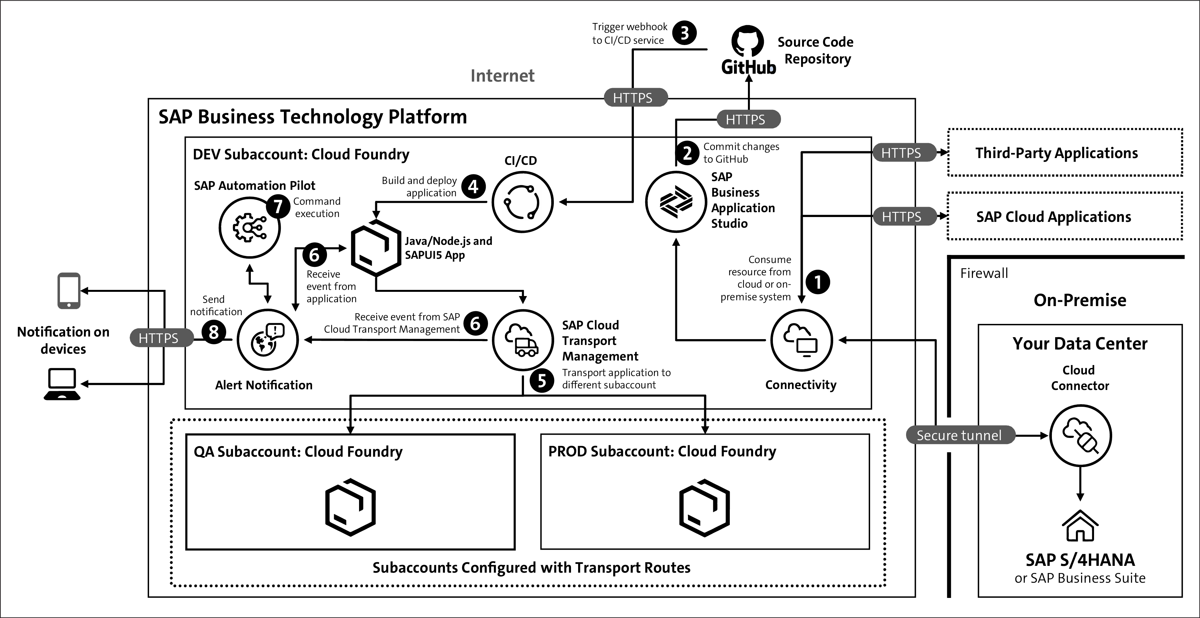 Trigger webhook
to CI/CD service
3
GitHub
Source Code
Repository
Internet
HTTPS
HTTPS
SAP Business Technology Platform
DEV Subaccount: Cloud Foundry
CI/CD
2
Commit changes
to GitHub
HTTPS
Third-Party Applications
SAP Automation Pilot
7
Command
execution
Build and deploy
application
4
SAP
Business
Application
Studio
HTTPS
SAP Cloud Applications
6
Receive
event from
application
Java/Node.js and
SAPUI5 App
Consume
resource from
cloud or on-
premise system
1
Firewall
On-Premise
Send
notification
8
Receive event from SAP
Cloud Transport Management
6
SAP Cloud
Transport
Management
Notification on
devices
HTTPS
Your Data Center
Cloud
Connector
Alert Notification
5
Transport application to
different subaccount
Connectivity
Secure tunnel
QA Subaccount: Cloud Foundry
PROD Subaccount: Cloud Foundry
Subaccounts Configured with Transport Routes
SAP S/4HANA
or SAP Business Suite